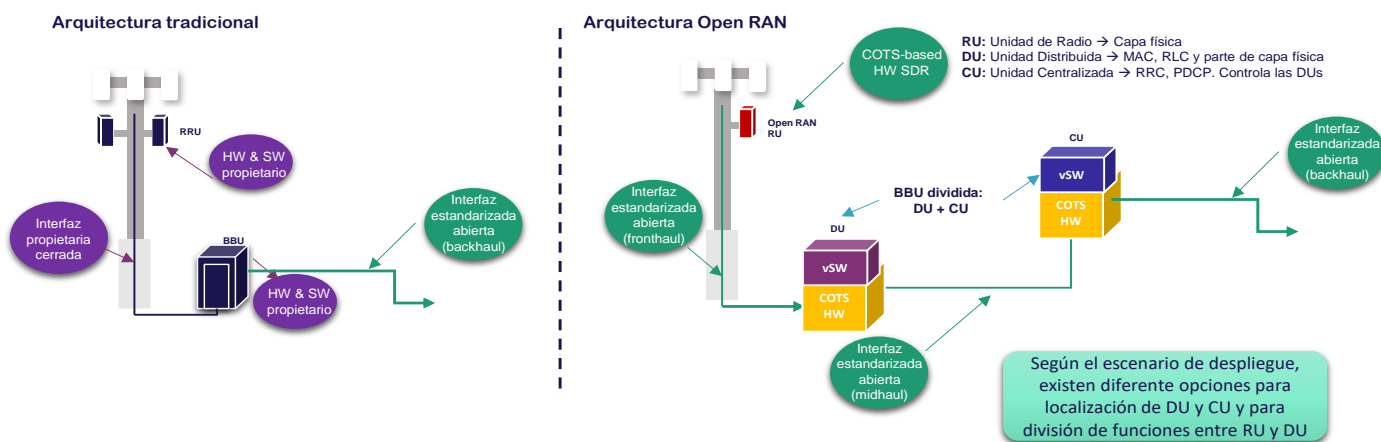 Arquitectura tradicional
RRU
HW & SW
propietario
Interfaz
propietaria
cerrada
BBU
HW & SW
propietario
Interfaz
estandarizada
abierta
(backhaul)
Arquitectura Open RAN
COTS-based
HW SDR
RU: Unidad de Radio → Capa física
DU: Unidad Distribuida → MAC, RLC y parte de capa física
CU: Unidad Centralizada → RRC, PDCP. Controla las DUs
Open RAN
RU
Interfaz
estandarizada
abierta
(fronthaul)
BBU dividida:
DU + CU
DU
vSW
COTS
HW
CU
vSW
COTS
HW
Interfaz
estandarizada
abierta
(backhaul)
Interfaz
estandarizada
abierta
(midhaul)
Según el escenario de despliegue,
existen diferente opciones para
localización de DU y CU y para
división de funciones entre RU y DU